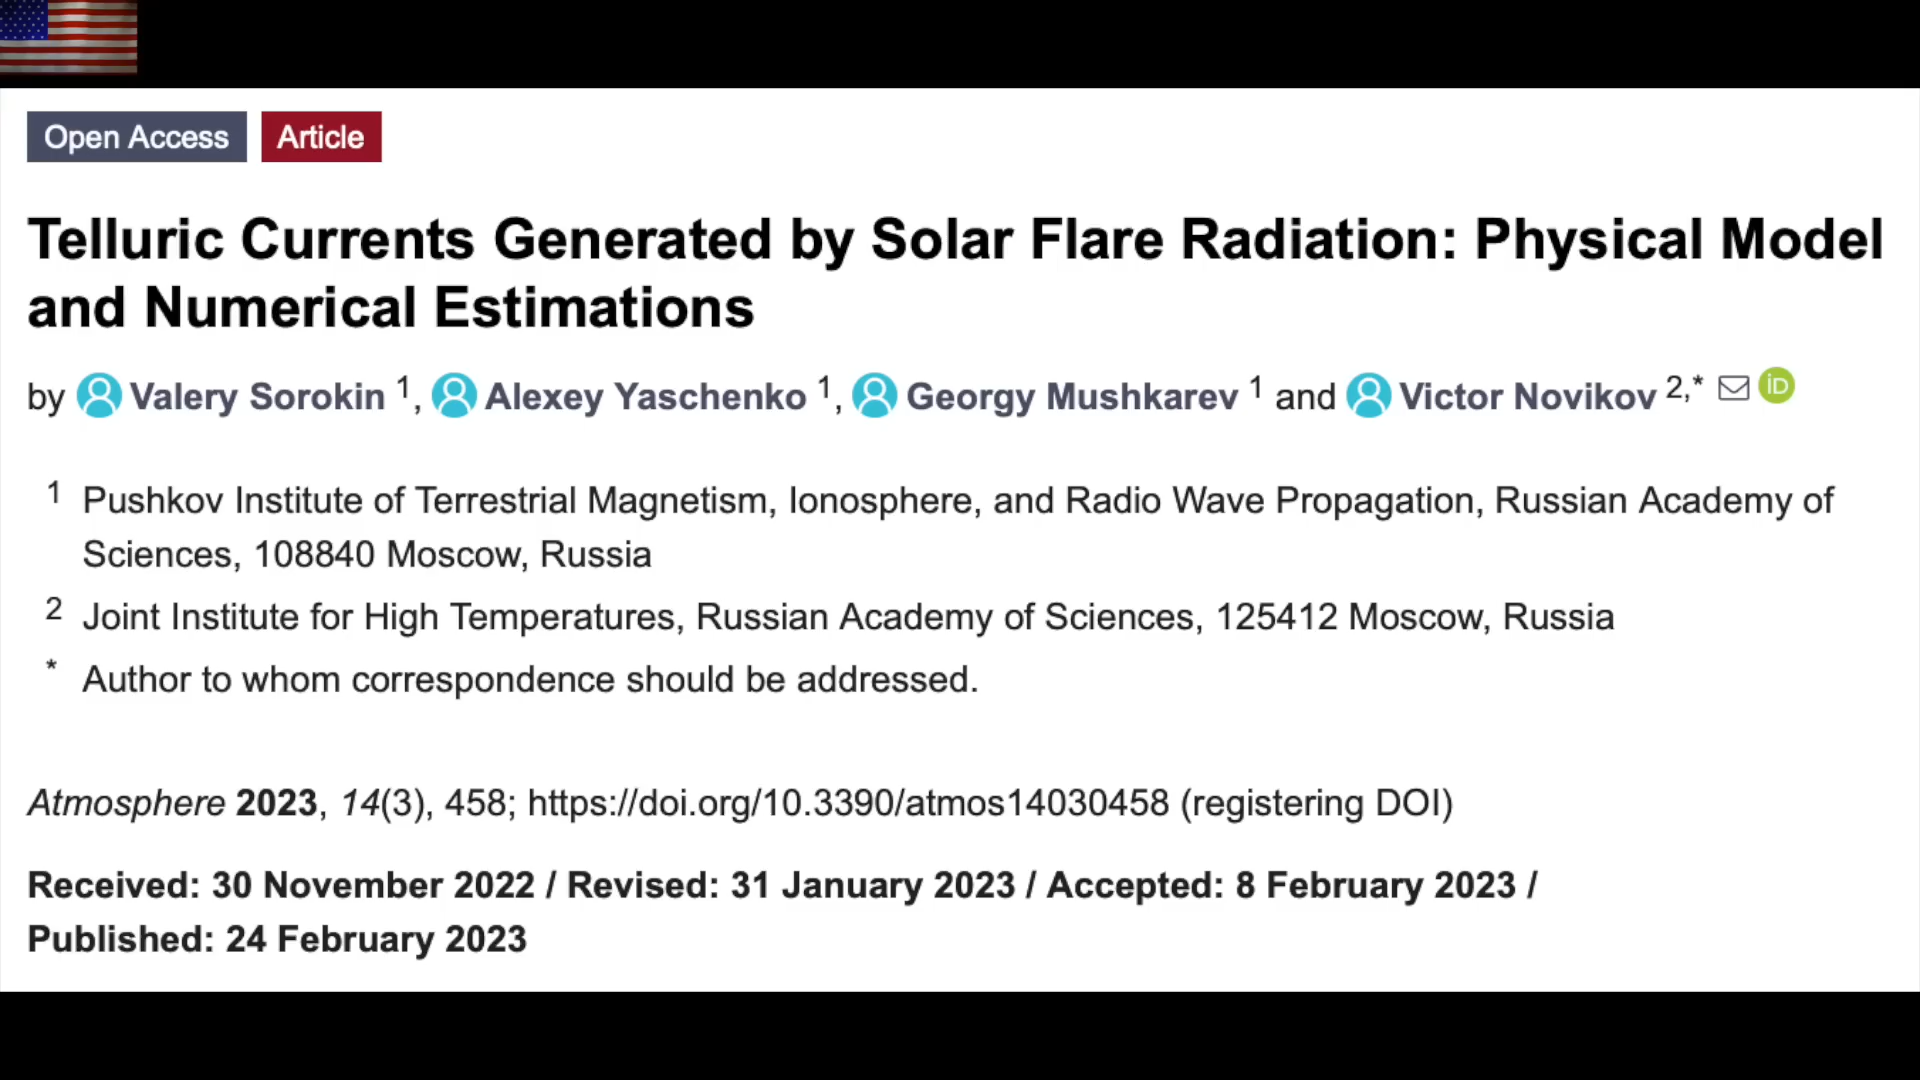 Open Access Article
Telluric Currents Generated by Solar Flare Radiation: Physical Model
and Numerical Estimations
by Valery Sorokin 1, Alexey Yaschenko 1, Georgy Mushkarev 1 and Victor Novikov 2,* iD
1 Pushkov Institute of Terrestrial Magnetism, Ionosphere, and Radio Wave Propagation, Russian Academy of
Sciences, 108840 Moscow, Russia
2 Joint Institute for High Temperatures, Russian Academy of Sciences, 125412 Moscow, Russia
* Author to whom correspondence should be addressed.
Atmosphere 2023, 14(3), 458; https://doi.org/10.3390/atmos14030458 (registering DOI)
Received: 30 November 2022 / Revised: 31 January 2023 / Accepted: 8 February 2023 /
Published: 24 February 2023